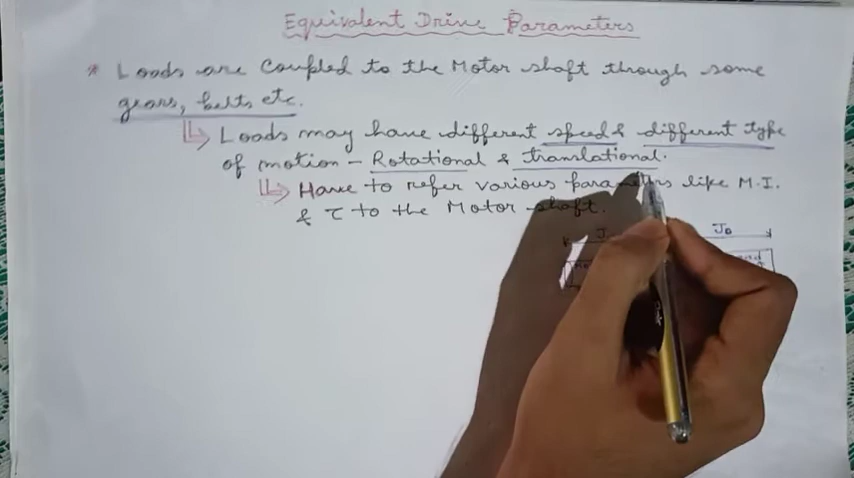 Equivalent Drive Parameters
* Loads are coupled to the Motor shaft through some
gears, belts etc.
Loads may have different speed & different type
of motion - Rotational & translational.
Have to refer various parameters like M.I.
& τ to the Motor shaft.
J₀